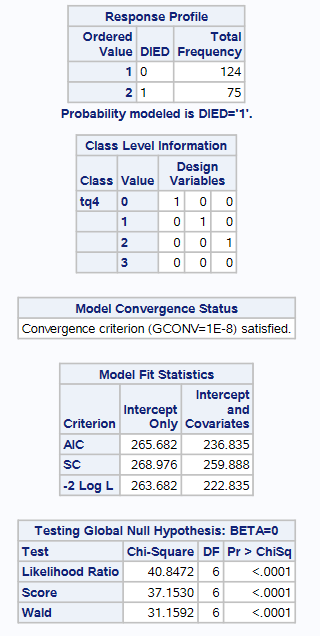 Response Profile
Ordered Value DIED Total Frequency
1 0 124
2 1 75
Probability modeled is DIED='1'.
Class Level Information
Class Value Design Variables
tq4 0 1 0 0
1 0 1 0
2 0 0 1
3 0 0 0
Model Convergence Status
Convergence criterion (GCONV=1E-8) satisfied.
Model Fit Statistics
Criterion Intercept Only Intercept and Covariates
AIC 265.682 236.835
SC 268.976 259.888
-2 Log L 263.682 222.835
Testing Global Null Hypothesis: BETA=0
Test Chi-Square DF Pr > ChiSq
Likelihood Ratio 40.8472 6 <.0001
Score 37.1530 6 <.0001
Wald 31.1592 6 <.0001